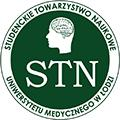 STUDENCKIE TOWARZYSTWO NAUKOWE
STN
UNIWERSYTETU MEDYCZNEGO W ŁODZI